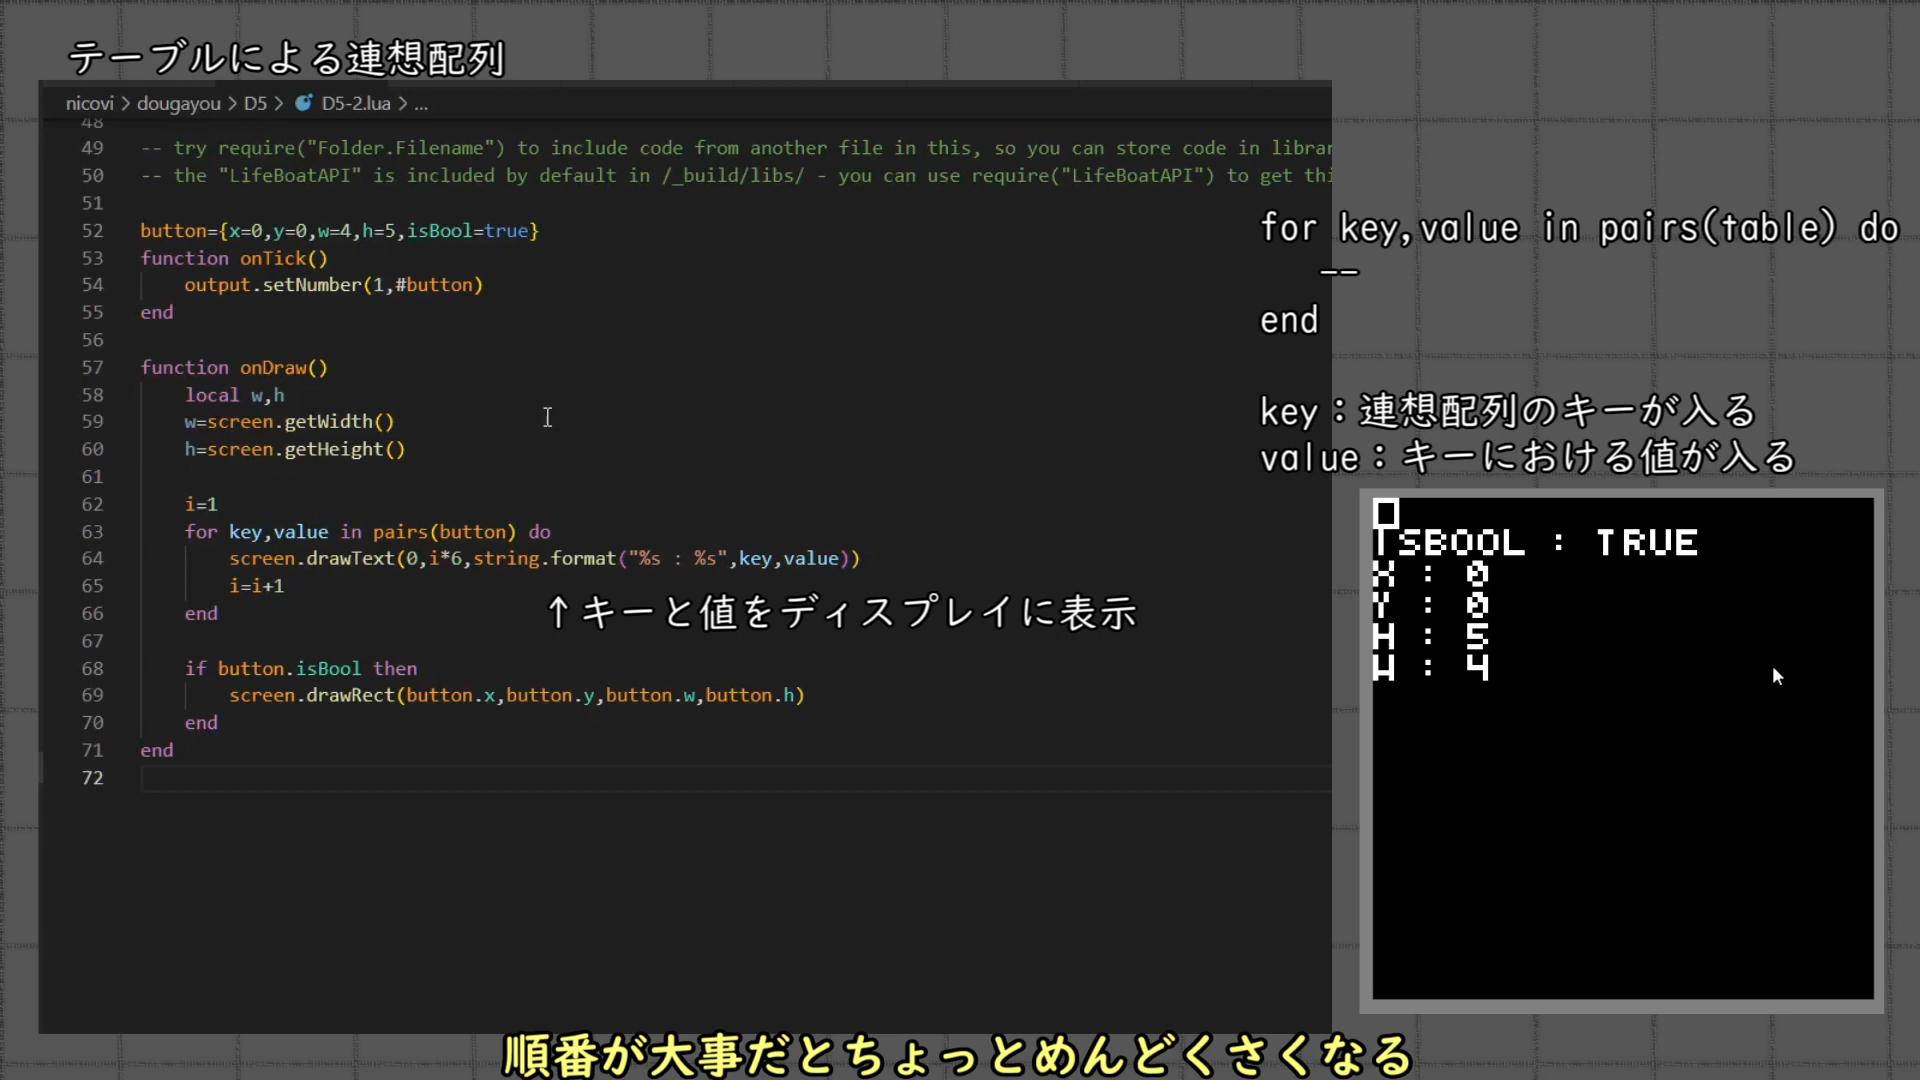 テーブルによる連想配列
nicovi > dougayou > D5 > D5-2.lua > ...
48
49 -- try require("Folder.Filename") to include code from another file in this, so you can store code in librar
50 -- the "LifeBoatAPI" is included by default in /_build/libs/ - you can use require("LifeBoatAPI") to get thi
51
52 button={x=0,y=0,w=4,h=5,isBool=true}
53 function onTick()
54 output.setNumber(1,#button)
55 end
56
57 function onDraw()
58 local w,h
59 w=screen.getWidth()
60 h=screen.getHeight()
61
62 i=1
63 for key,value in pairs(button) do
64 screen.drawText(0,i*6,string.format("%s : %s",key,value))
65 i=i+1
66 end
67
68 if button.isBool then
69 screen.drawRect(button.x,button.y,button.w,button.h)
70 end
71 end
72
↑キーと値をディスプレイに表示
for key,value in pairs(table) do
--
end
key：連想配列のキーが入る
value：キーにおける値が入る
ISBOOL : TRUE
X : 0
Y : 0
H : 5
W : 4
順番が大事だとちょっとめんどくさくなる